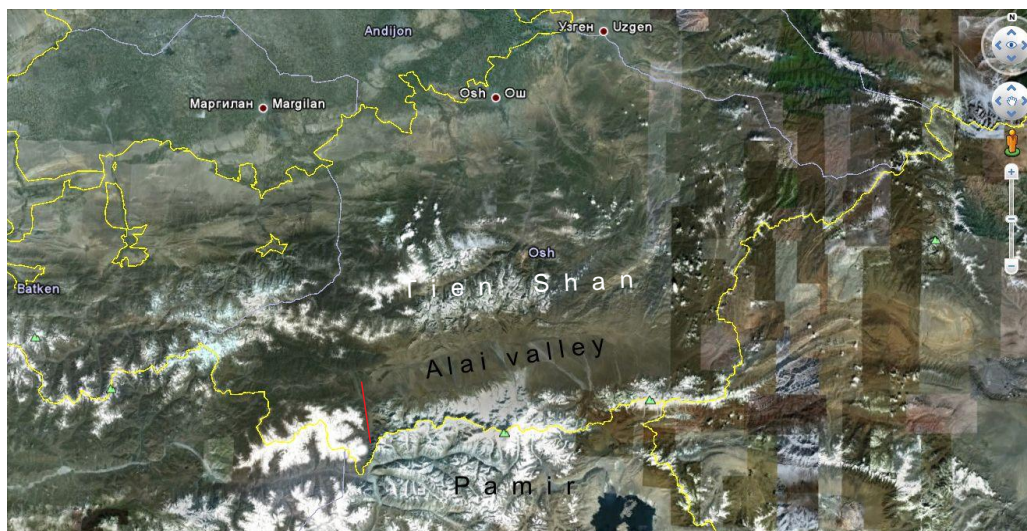 N
Узген Uzgen
Andijon
Osh Ош
Маргилан Margilan
Osh
Tien Shan
Batken
Alai valley
Pamir